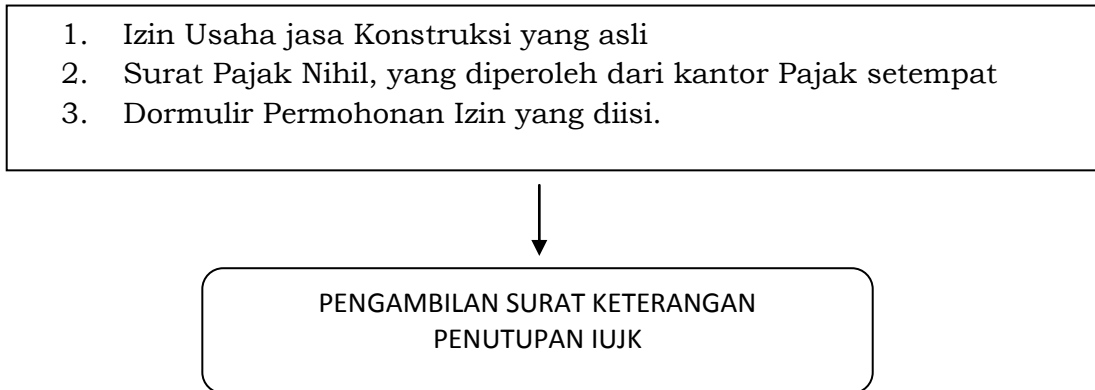 1. Izin Usaha jasa Konstruksi yang asli
2. Surat Pajak Nihil, yang diperoleh dari kantor Pajak setempat
3. Dormulir Permohonan Izin yang diisi.
PENGAMBILAN SURAT KETERANGAN
PENUTUPAN IUJK